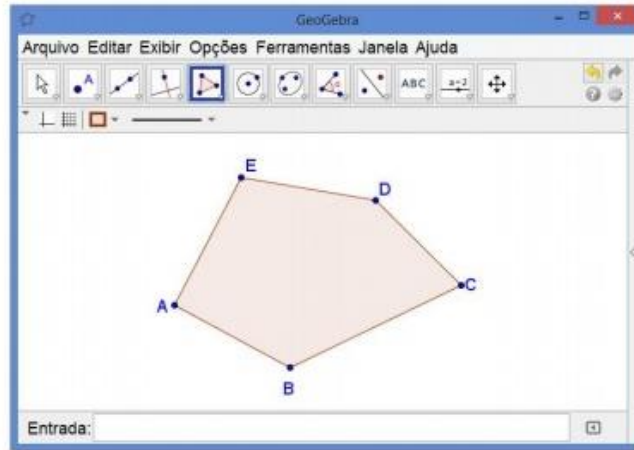 GeoGebra
Arquivo Editar Exibir Opções Ferramentas Janela Ajuda
A ABC a=2
E
D
C
A
B
Entrada: